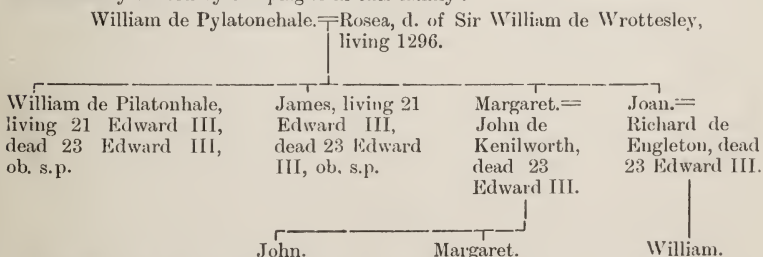 William de Pylatonehale.=Rosea, d. of Sir William de Wrottesley,
living 1296.
William de Pilatonhale,
living 21 Edward III,
dead 23 Edward III,
ob. s.p.
James, living 21
Edward III,
dead 23 Edward
III, ob. s.p.
Margaret.=
John de
Kenilworth,
dead 23
Edward III.
Joan.=
Richard de
Engleton, dead
23 Edward III.
John.
Margaret.
William.